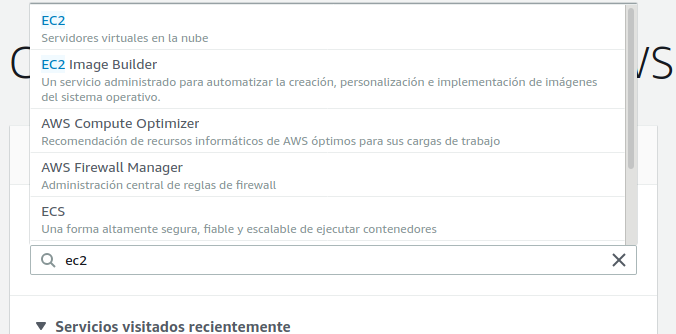 EC2
Servidores virtuales en la nube
EC2 Image Builder
Un servicio administrado para automatizar la creación, personalización e implementación de imágenes
del sistema operativo.
AWS Compute Optimizer
Recomendación de recursos informáticos de AWS óptimos para sus cargas de trabajo
AWS Firewall Manager
Administración central de reglas de firewall
ECS
Una forma altamente segura, fiable y escalable de ejecutar contenedores
ec2
Servicios visitados recientemente